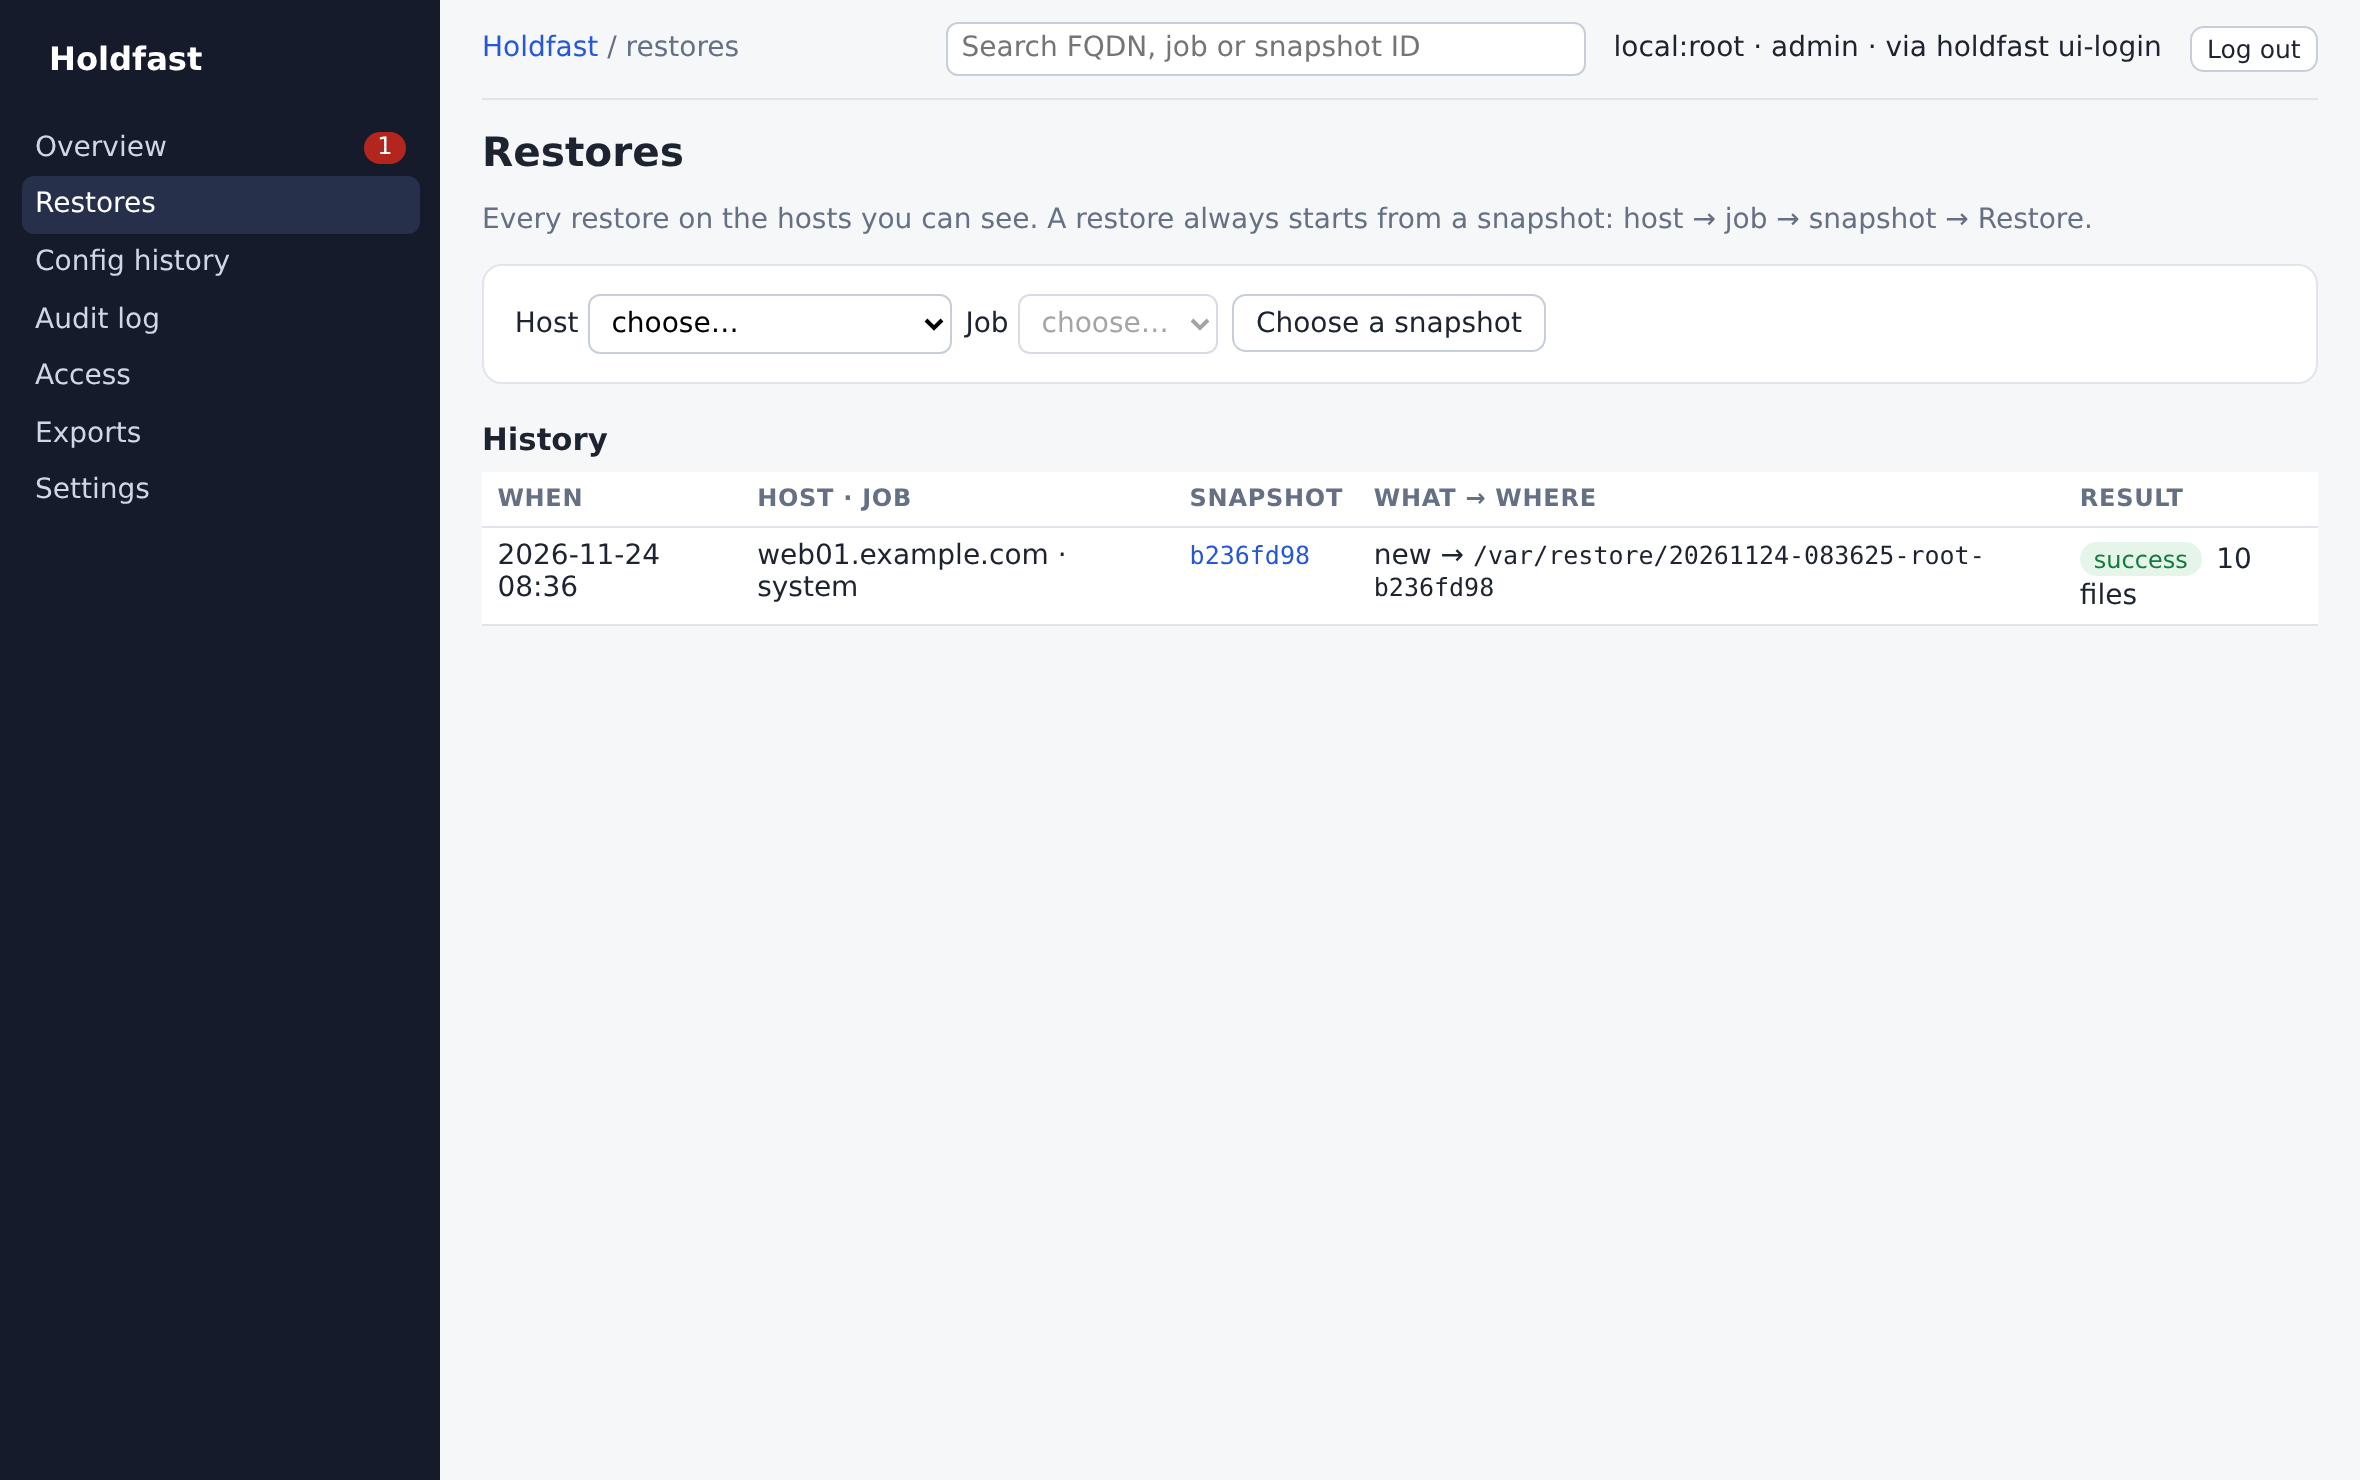 Holdfast
Overview 1
Restores
Config history
Audit log
Access
Exports
Settings
Holdfast / restores
Search FQDN, job or snapshot ID
local:root · admin · via holdfast ui-login
Log out
Restores
Every restore on the hosts you can see. A restore always starts from a snapshot: host → job → snapshot → Restore.
Host choose... Job choose... Choose a snapshot
History
WHEN HOST · JOB SNAPSHOT WHAT → WHERE RESULT
2026-11-24 web01.example.com · b236fd98 new → /var/restore/20261124-083625-root- success 10
08:36 system b236fd98 files